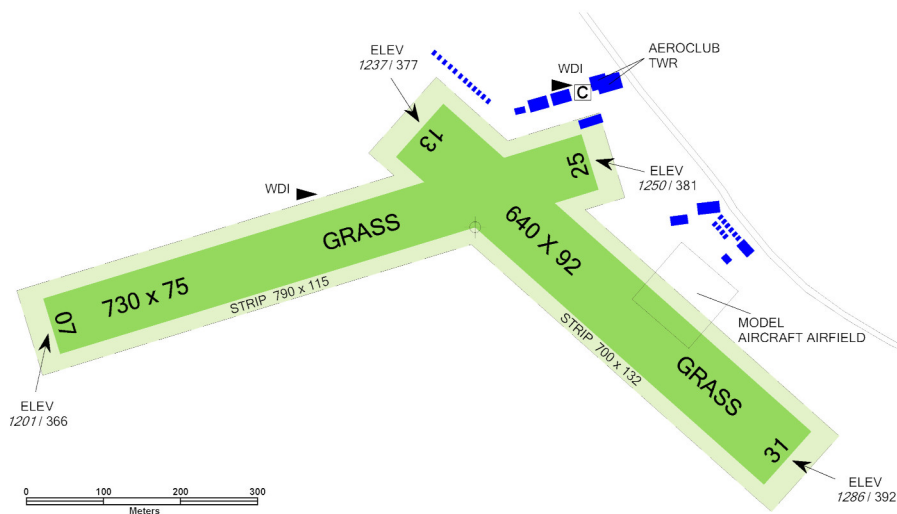 ELEV
1237 / 377
WDI
C
AEROCLUB
TWR
13
25
ELEV
1250 / 381
WDI
GRASS
640 X 92
730 x 75
STRIP 790 x 115
07
STRIP 700 x 132
MODEL
AIRCRAFT AIRFIELD
GRASS
ELEV
1201 / 366
31
ELEV
1286 / 392
0 100 200 300
Meters